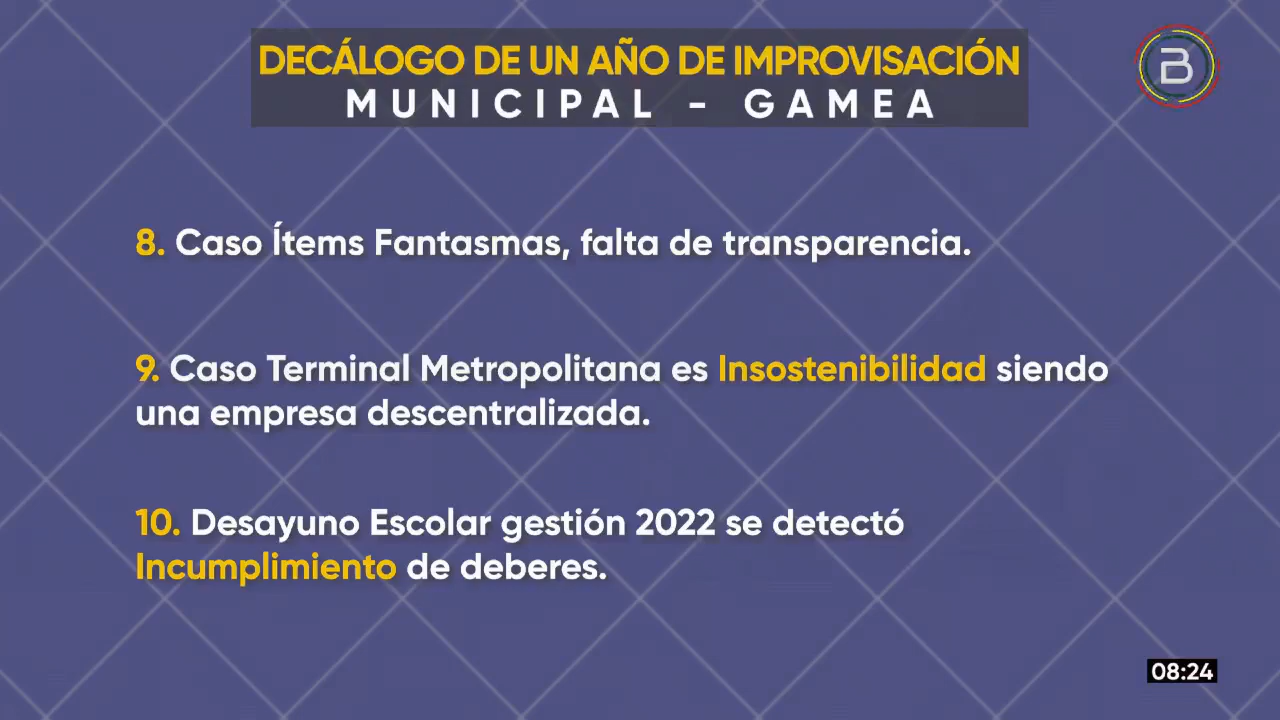 DECÁLOGO DE UN AÑO DE IMPROVISACIÓN
MUNICIPAL - GAMEA
B
8. Caso Ítems Fantasmas, falta de transparencia.
9. Caso Terminal Metropolitana es Insostenibilidad siendo
una empresa descentralizada.
10. Desayuno Escolar gestión 2022 se detectó
Incumplimiento de deberes.
08:24